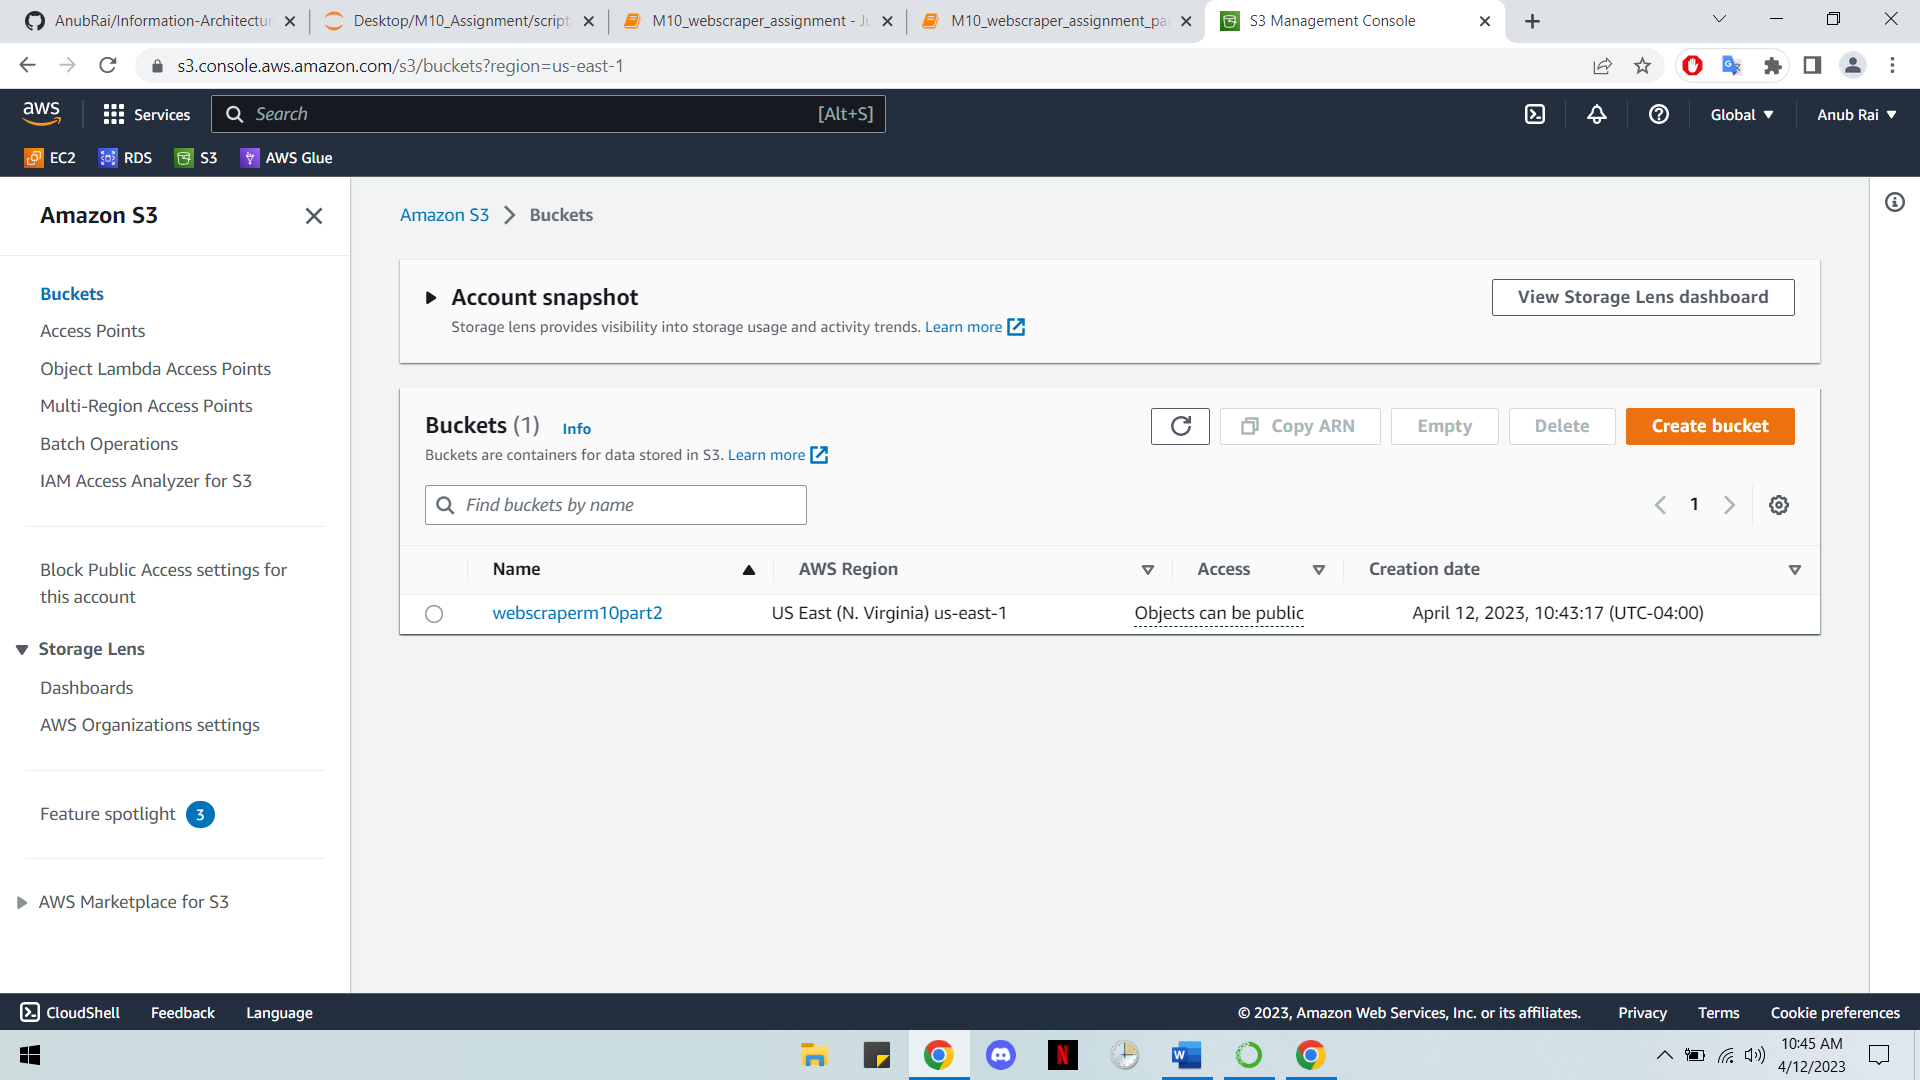 AnubRai/Information-Architectur
Desktop/M10_Assignment/script
M10_webscraper_assignment - Ju
M10_webscraper_assignment_pa
S3 Management Console
s3.console.aws.amazon.com/s3/buckets?region=us-east-1
aws
Services
Search
[Alt+S]
Global
Anub Rai
EC2
RDS
S3
AWS Glue
Amazon S3
Buckets
Access Points
Object Lambda Access Points
Multi-Region Access Points
Batch Operations
IAM Access Analyzer for S3
Block Public Access settings for
this account
Storage Lens
Dashboards
AWS Organizations settings
Feature spotlight 3
AWS Marketplace for S3
Amazon S3 > Buckets
Account snapshot
Storage lens provides visibility into storage usage and activity trends. Learn more
View Storage Lens dashboard
Buckets (1) Info
Buckets are containers for data stored in S3. Learn more
Copy ARN
Empty
Delete
Create bucket
Find buckets by name
1
Name AWS Region Access Creation date
webscraperm10part2 US East (N. Virginia) us-east-1 Objects can be public April 12, 2023, 10:43:17 (UTC-04:00)
CloudShell
Feedback
Language
© 2023, Amazon Web Services, Inc. or its affiliates.
Privacy
Terms
Cookie preferences
N
W
10:45 AM
4/12/2023